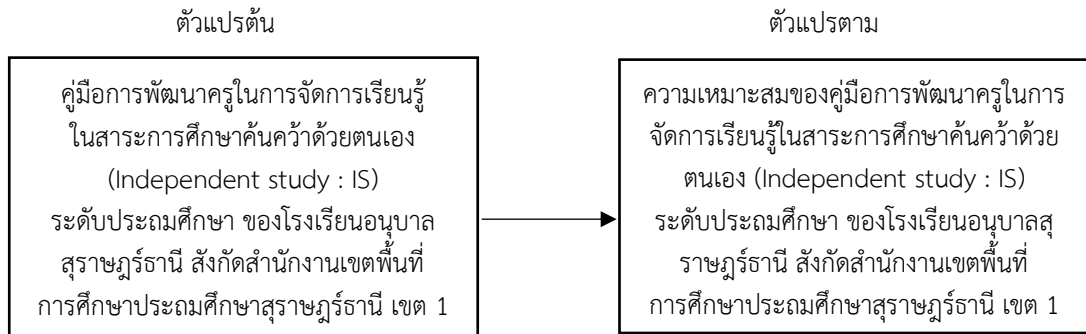 ตัวแปรต้น
ตัวแปรตาม
คู่มือการพัฒนาครูในการจัดการเรียนรู้
ในสาระการศึกษาค้นคว้าด้วยตนเอง
(Independent study : IS)
ระดับประถมศึกษา ของโรงเรียนอนุบาล
สุราษฎร์ธานี สังกัดสำนักงานเขตพื้นที่
การศึกษาประถมศึกษาสุราษฎร์ธานี เขต 1
ความเหมาะสมของคู่มือการพัฒนาครูในการ
จัดการเรียนรู้ในสาระการศึกษาค้นคว้าด้วย
ตนเอง (Independent study : IS)
ระดับประถมศึกษา ของโรงเรียนอนุบาลสุ
ราษฎร์ธานี สังกัดสำนักงานเขตพื้นที่
การศึกษาประถมศึกษาสุราษฎร์ธานี เขต 1